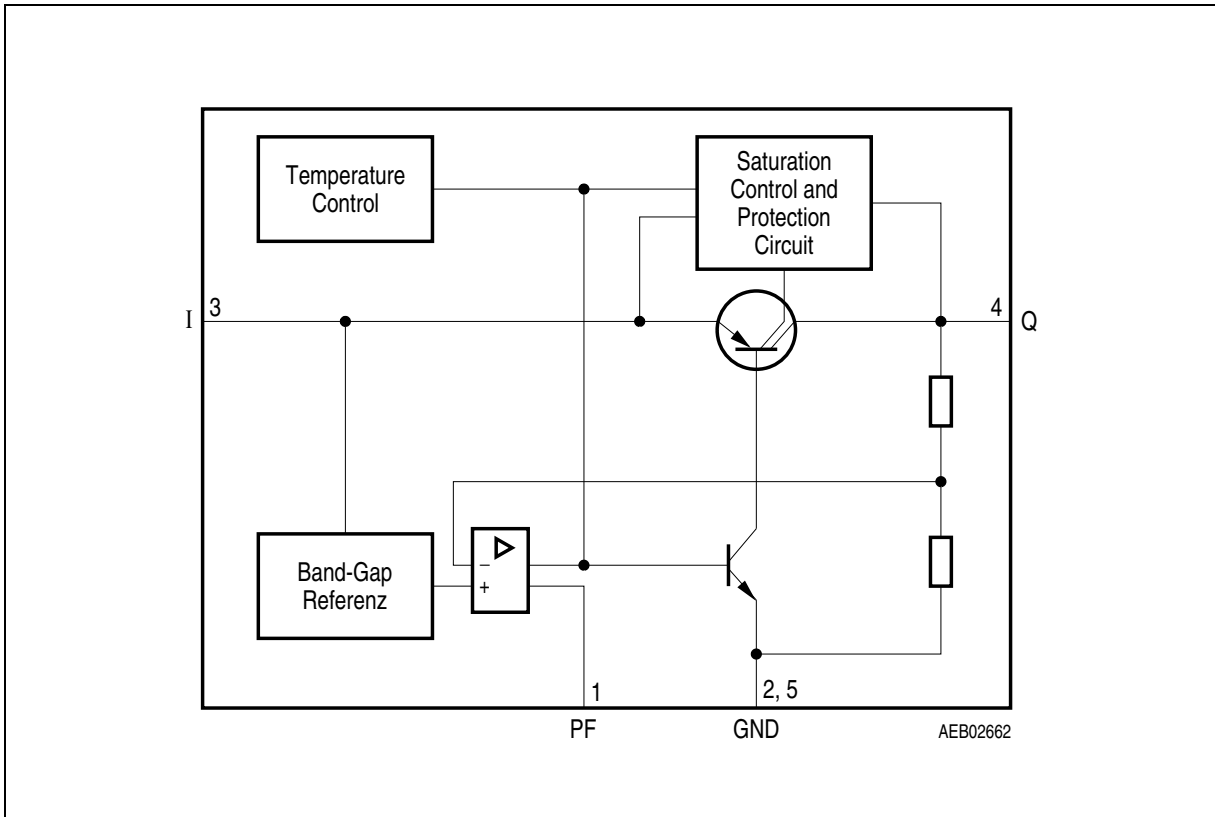 Temperature
Control
Saturation
Control and
Protection
Circuit
I
3
4
Q
Band-Gap
Referenz
−
+
1
2, 5
PF
GND
AEB02662